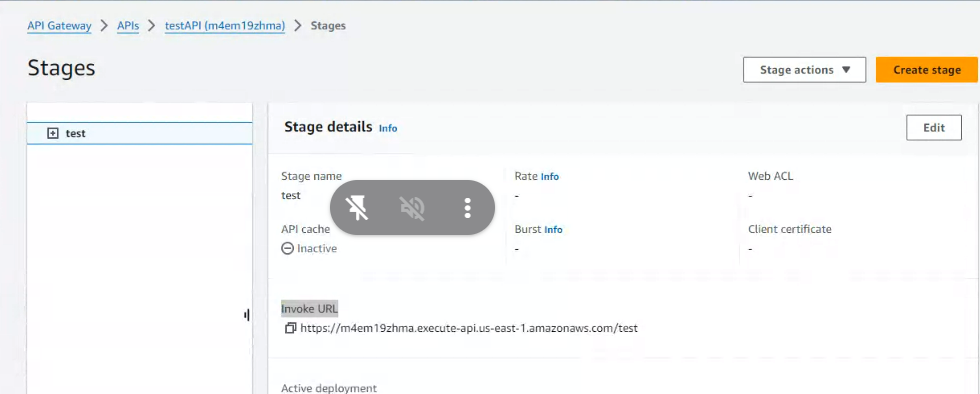 API Gateway > APIs > testAPI (m4em19zhma) > Stages
Stages
Stage actions ▼
Create stage
test
Stage details Info
Edit
Stage name
test
Rate Info
-
Web ACL
-
API cache
Inactive
Burst Info
-
Client certificate
-
Invoke URL
https://m4em19zhma.execute-api.us-east-1.amazonaws.com/test
Active deployment